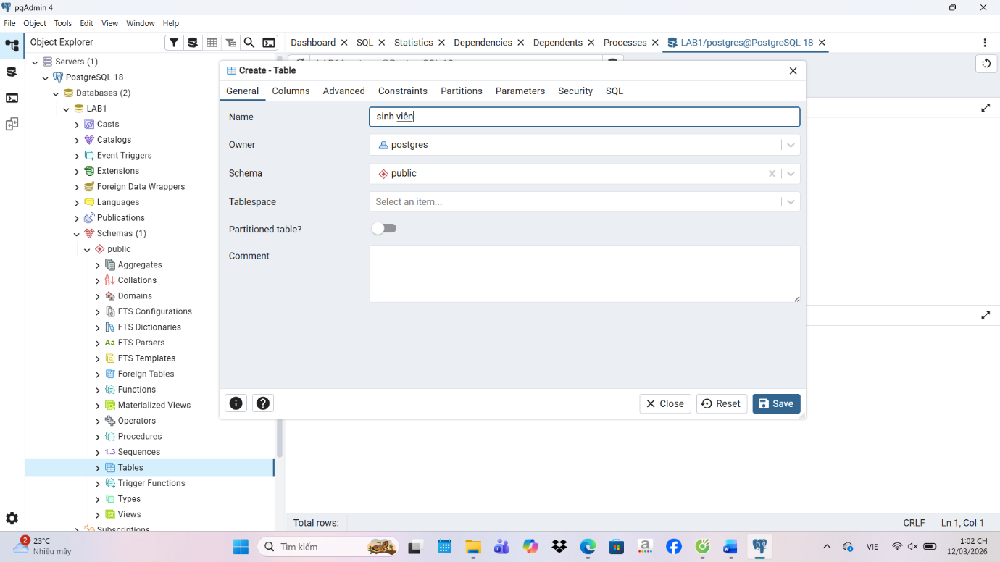 pgAdmin 4
File Object Tools Edit View Window Help
Object Explorer
Dashboard SQL Statistics Dependencies Dependents Processes LAB1/postgres@PostgreSQL 18
Servers (1)
PostgreSQL 18
Databases (2)
LAB1
Casts
Catalogs
Event Triggers
Extensions
Foreign Data Wrappers
Languages
Publications
Schemas (1)
public
Aggregates
Collations
Domains
FTS Configurations
FTS Dictionaries
FTS Parsers
FTS Templates
Foreign Tables
Functions
Materialized Views
Operators
Procedures
1..3 Sequences
Tables
Trigger Functions
Types
Views
Subscriptions
Create - Table
General Columns Advanced Constraints Partitions Parameters Security SQL
Name sinh viên
Owner postgres
Schema public
Tablespace Select an item...
Partitioned table?
Comment
Close Reset Save
Total rows: CRLF Ln 1, Col 1
2 23°C
Nhiều mây
Tìm kiếm
VIE
1:02 CH
12/03/2026